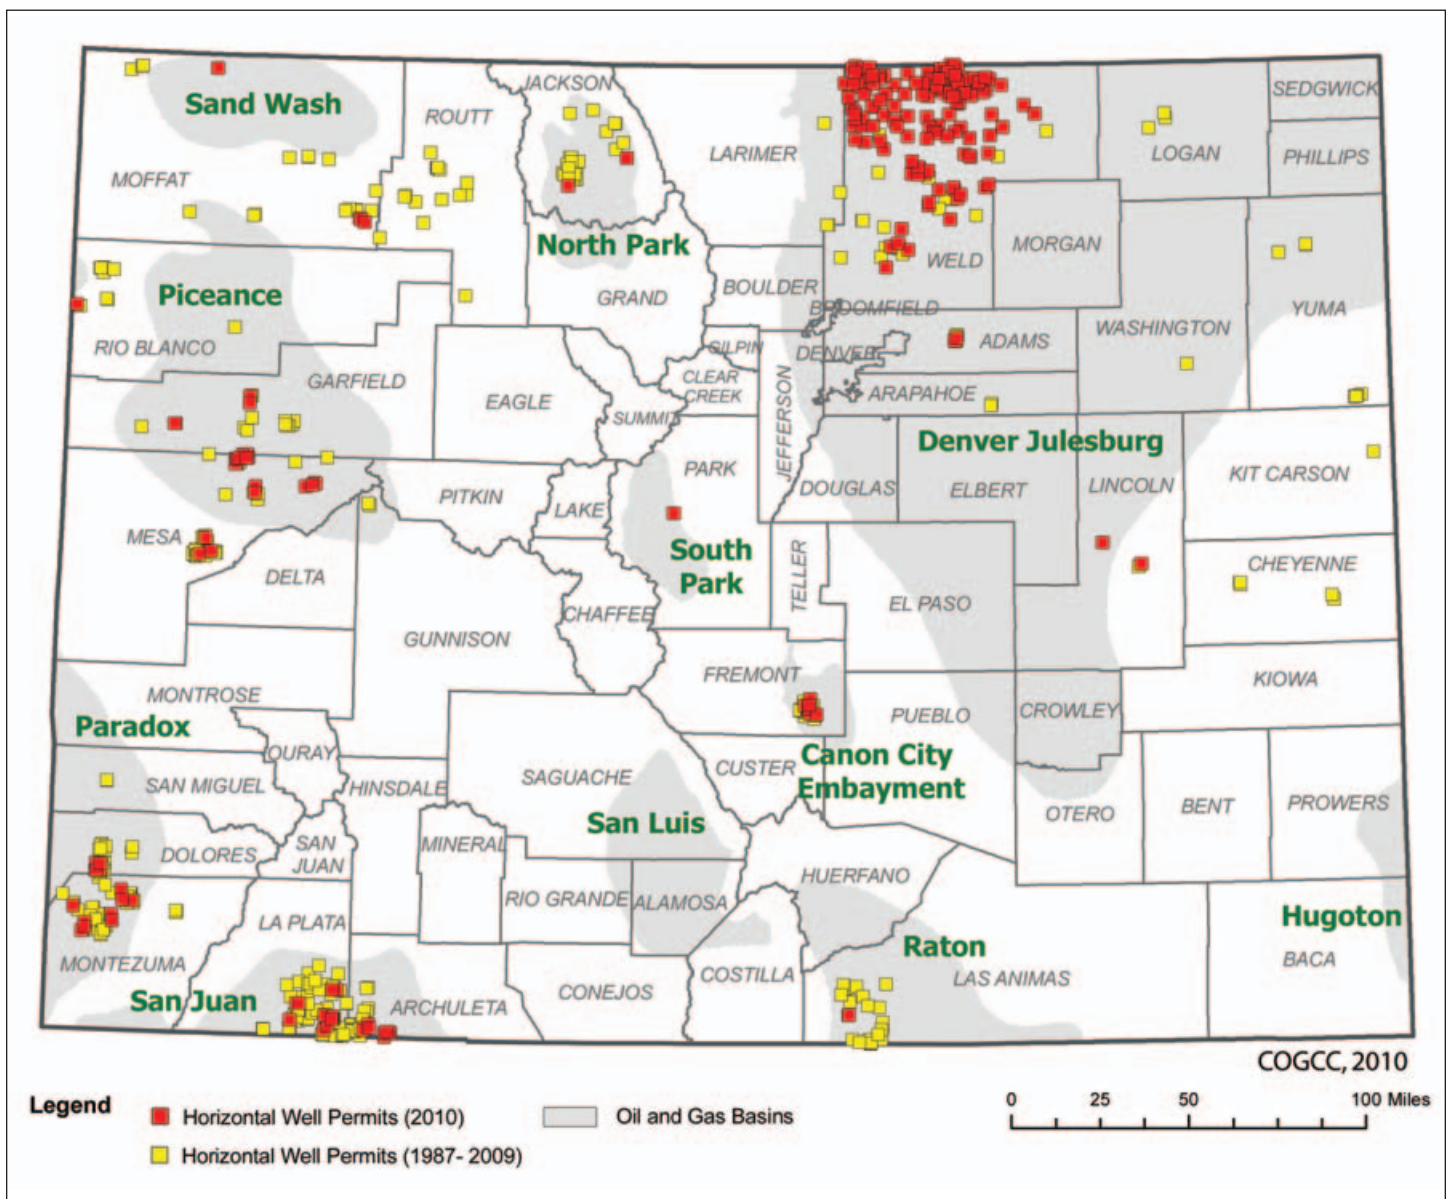 JACKSON
SEDGWICK
Sand Wash
ROUTT
LARIMER
LOGAN
PHILLIPS
MOFFAT
North Park
MORGAN
WELD
Piceance
GRAND
BOULDER
BROOMFIELD
YUMA
WASHINGTON
RIO BLANCO
GILPIN
DENVER
ADAMS
GARFIELD
CLEAR
CREEK
ARAPAHOE
EAGLE
SUMMIT
JEFFERSON
Denver Julesburg
PARK
KIT CARSON
PITKIN
LAKE
DOUGLAS
ELBERT
LINCOLN
MESA
South
Park
TELLER
CHEYENNE
DELTA
EL PASO
CHAFFEE
GUNNISON
FREMONT
KIOWA
MONTROSE
Paradox
PUEBLO
CROWLEY
OURAY
Canon City
Embayment
SAN MIGUEL
HINSDALE
SAGUACHE
CUSTER
San Luis
OTERO
BENT
PROWERS
DOLORES
SAN
JUAN
MINERAL
HUERFANO
RIO GRANDE
ALAMOSA
LA PLATA
Hugoton
Raton
MONTEZUMA
BACA
COSTILLA
LAS ANIMAS
San Juan
ARCHULETA
CONEJOS
COGCC, 2010
Legend
Horizontal Well Permits (2010)
Oil and Gas Basins
Horizontal Well Permits (1987- 2009)
0 25 50 100 Miles